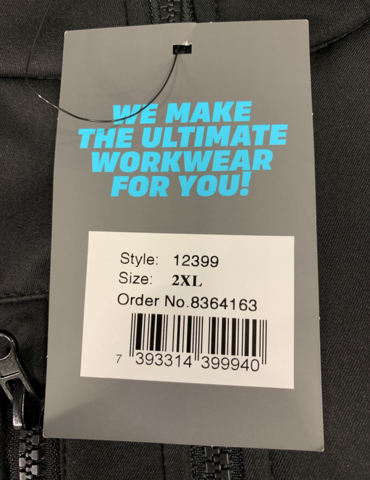 WE MAKE
THE ULTIMATE
WORKWEAR
FOR YOU!
Style: 12399
Size: 2XL
Order No.8364163
7 393314 399940